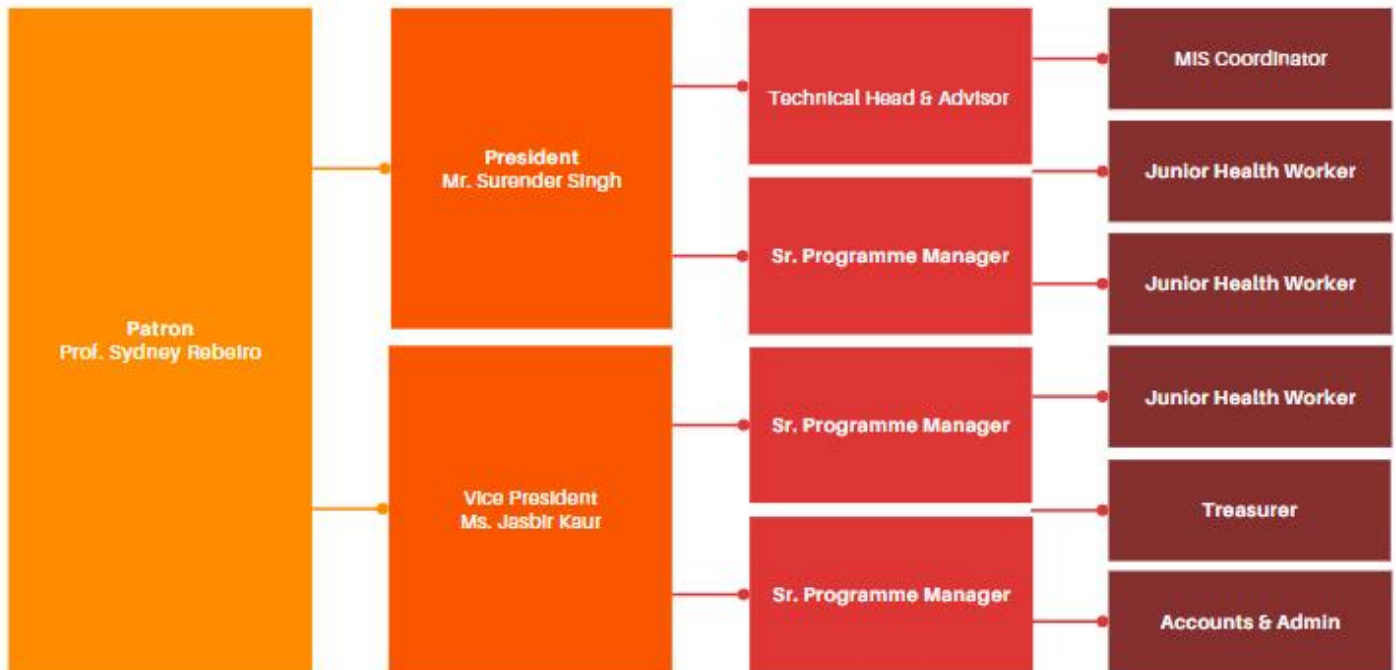 Patron
Prof. Sydney Rebeiro
President
Mr. Surender Singh
Vice President
Ms. Jasbir Kaur
Technical Head & Advisor
Sr. Programme Manager
Sr. Programme Manager
Sr. Programme Manager
MIS Coordinator
Junior Health Worker
Junior Health Worker
Junior Health Worker
Treasurer
Accounts & Admin